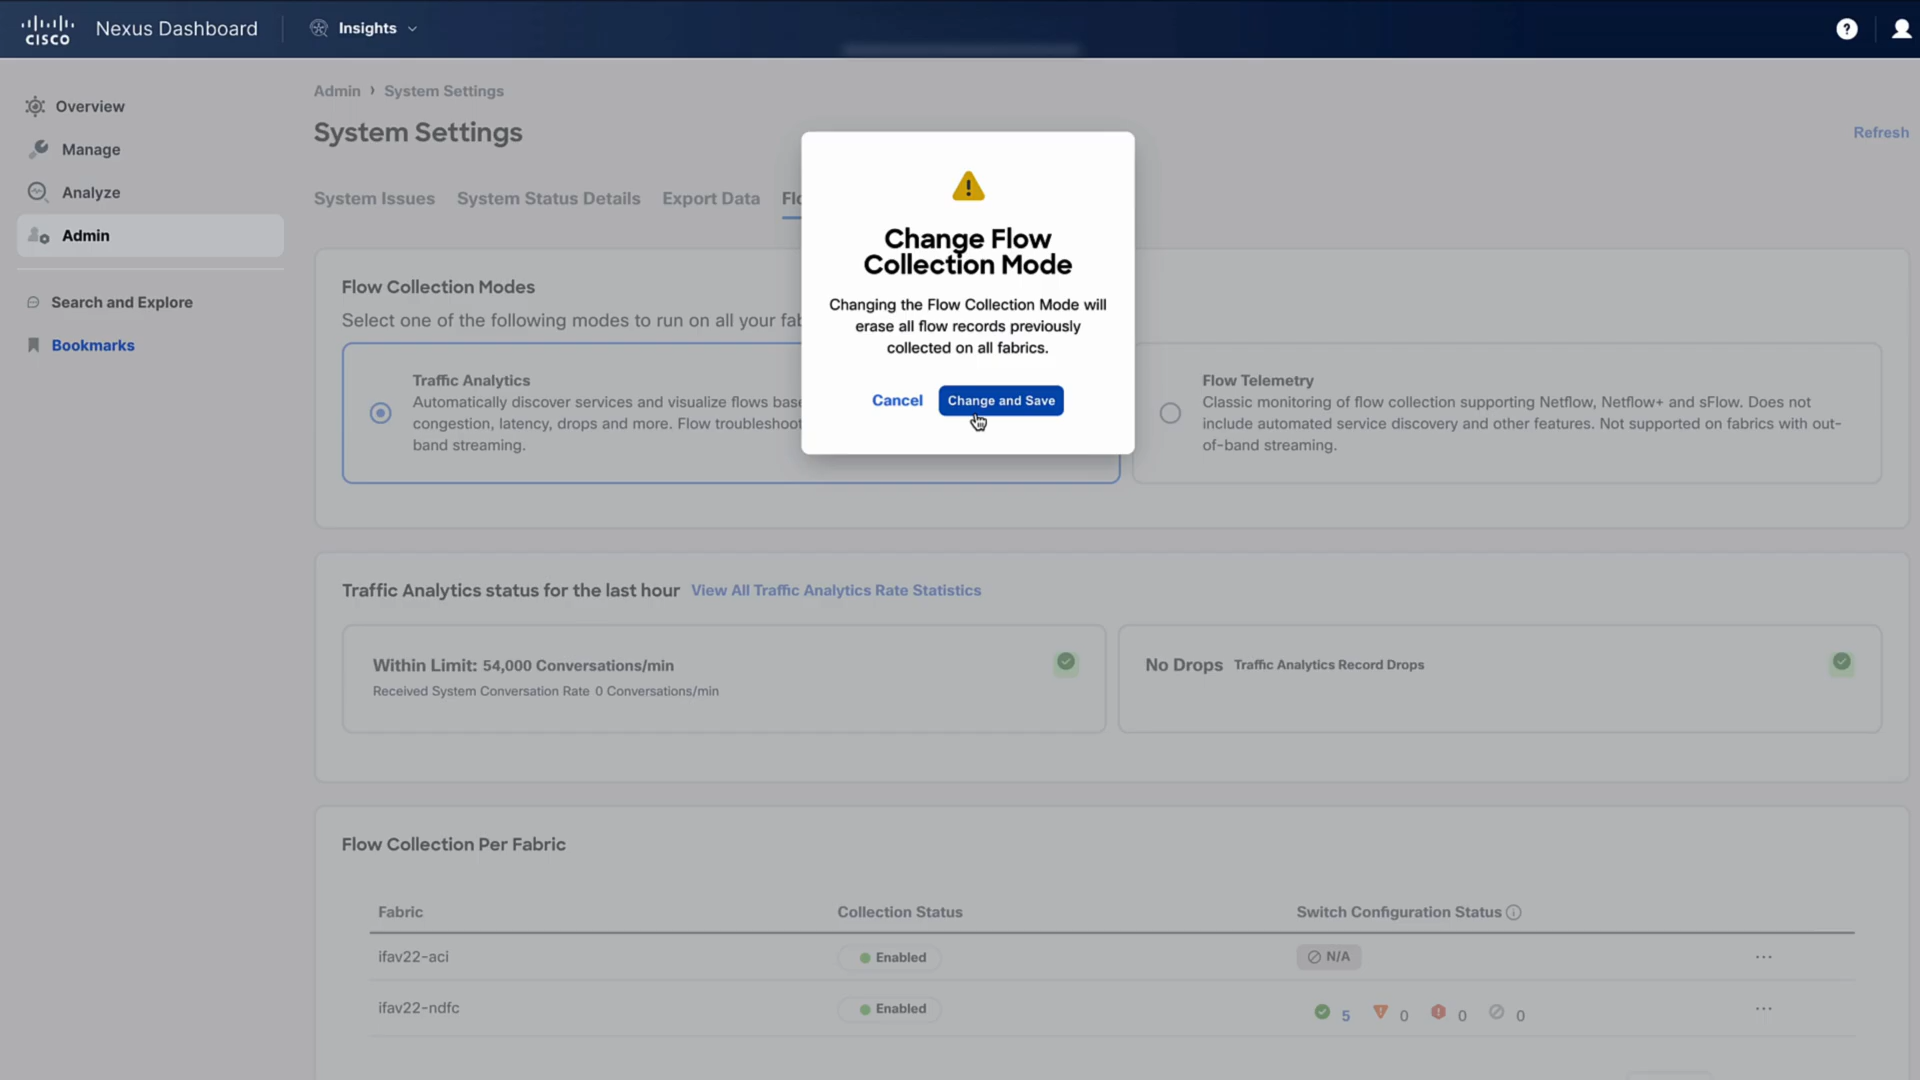 CISCO
Nexus Dashboard
Insights
?
Overview
Manage
Analyze
Admin
Search and Explore
Bookmarks
Admin › System Settings
System Settings
Refresh
System Issues
System Status Details
Export Data
Flow Collection Modes
Select one of the following modes to run on all your
Traffic Analytics
Automatically discover services and visualize flows
congestion, latency, drops and more. Flow
band streaming.
Change Flow
Collection Mode
Changing the Flow Collection Mode will
erase all flow records previously
collected on all fabrics.
Cancel
Change and Save
Flow Telemetry
Classic monitoring of flow collection supporting Netflow, Netflow+ and sFlow. Does not
include automated service discovery and other features. Not supported on fabrics with out-
of-band streaming.
Traffic Analytics status for the last hour View All Traffic Analytics Rate Statistics
Within Limit: 54,000 Conversations/min
Received System Conversation Rate 0 Conversations/min
No Drops Traffic Analytics Record Drops
Flow Collection Per Fabric
Fabric Collection Status Switch Configuration Status
ifav22-aci Enabled N/A ...
ifav22-ndfc Enabled 5 0 0 0 ...